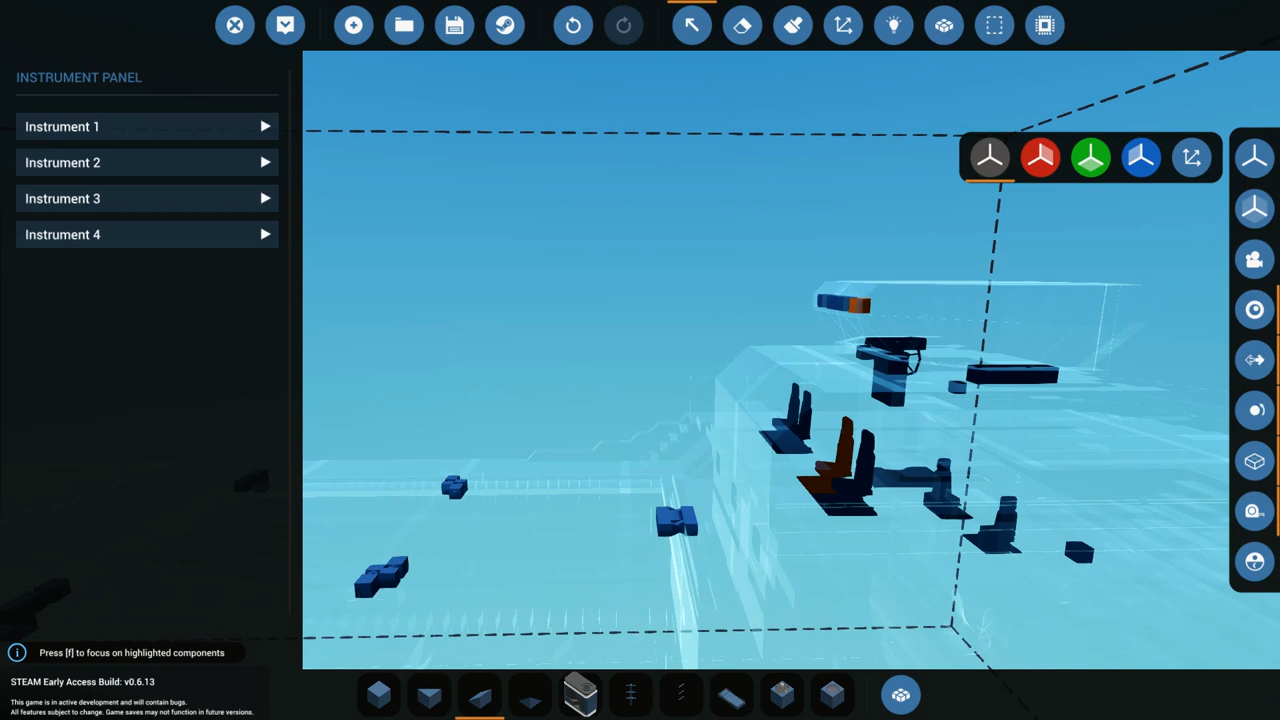 INSTRUMENT PANEL
Instrument 1
Instrument 2
Instrument 3
Instrument 4
Press [f] to focus on highlighted components
STEAM Early Access Build: v0.6.13
This game is in active development and will contain bugs.
All features subject to change. Game saves may not function in future versions.